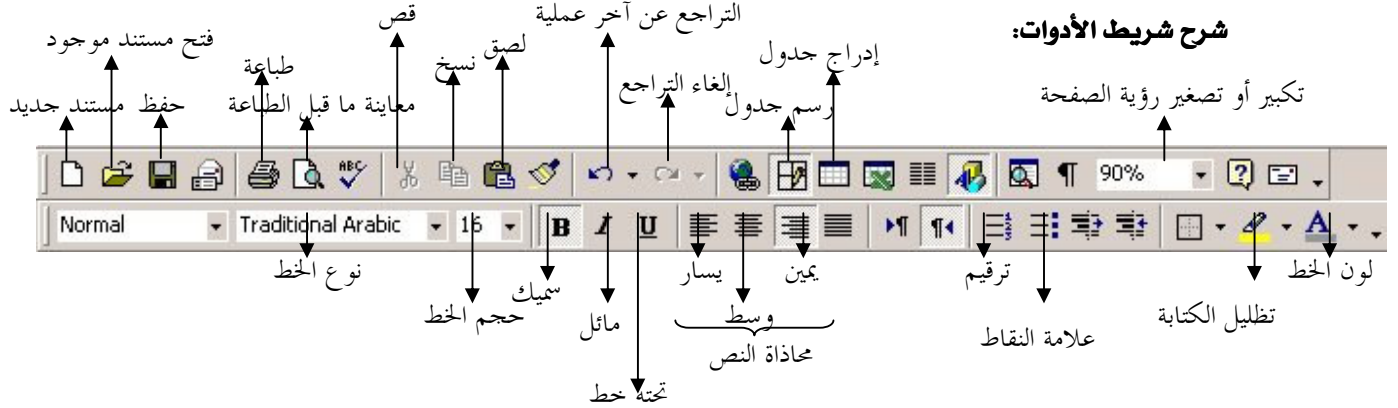 شرح شريط الأدوات:
قص
التراجع عن آخر عملية
فتح مستند موجود
لصق
إدراج جدول
طباعة
نسخ
إلغاء التراجع
تكبير أو تصغير رؤية الصفحة
مستند جديد
حفظ
معاينة ما قبل الطباعة
رسم جدول
ABC
90%
Normal
Traditional Arabic
16
B
I
U
A
نوع الخط
حجم الخط
سميك
مائل
يسار
وسط
يمين
ترقيم
علامة النقاط
تظليل الكتابة
لون الخط
محاذاة النص
تحته خط